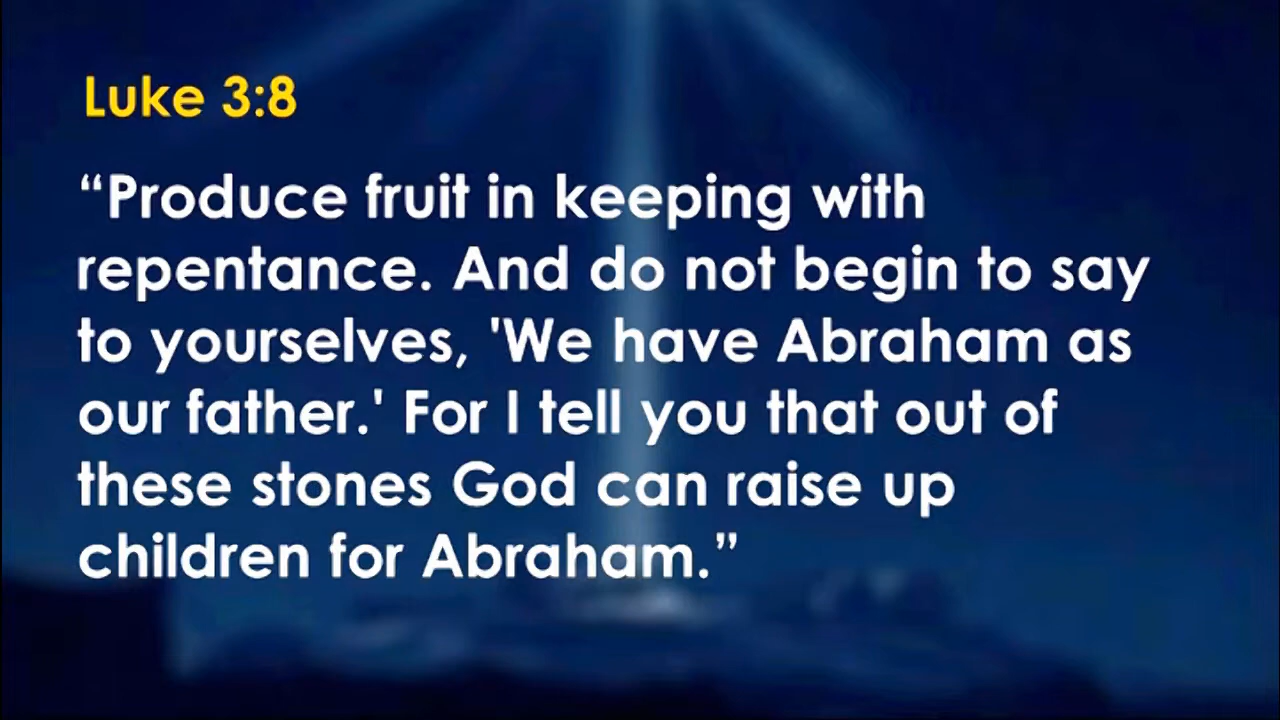 Luke 3:8
“Produce fruit in keeping with
repentance. And do not begin to say
to yourselves, 'We have Abraham as
our father.' For I tell you that out of
these stones God can raise up
children for Abraham.”